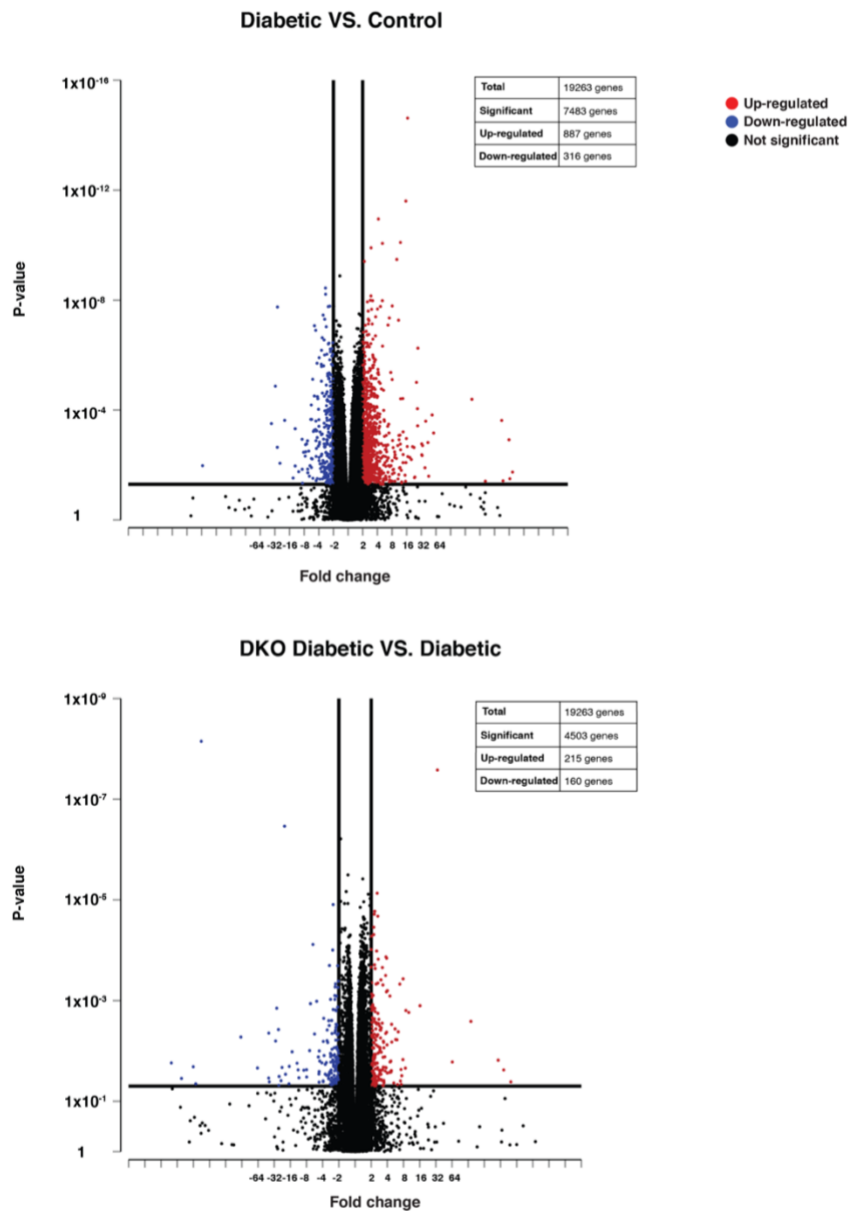 Diabetic VS. Control
1x10-16
1x10-12
1x10-8
1x10-4
1
P-value
Total 19263 genes
Significant 7483 genes
Up-regulated 887 genes
Down-regulated 316 genes
Up-regulated
Down-regulated
Not significant
-64 -32 -16 -8 -4 -2 2 4 8 16 32 64
Fold change
DKO Diabetic VS. Diabetic
1x10-9
1x10-7
1x10-5
1x10-3
1x10-1
1
P-value
Total 19263 genes
Significant 4503 genes
Up-regulated 215 genes
Down-regulated 160 genes
-64 -32 -16 -8 -4 -2 2 4 8 16 32 64
Fold change